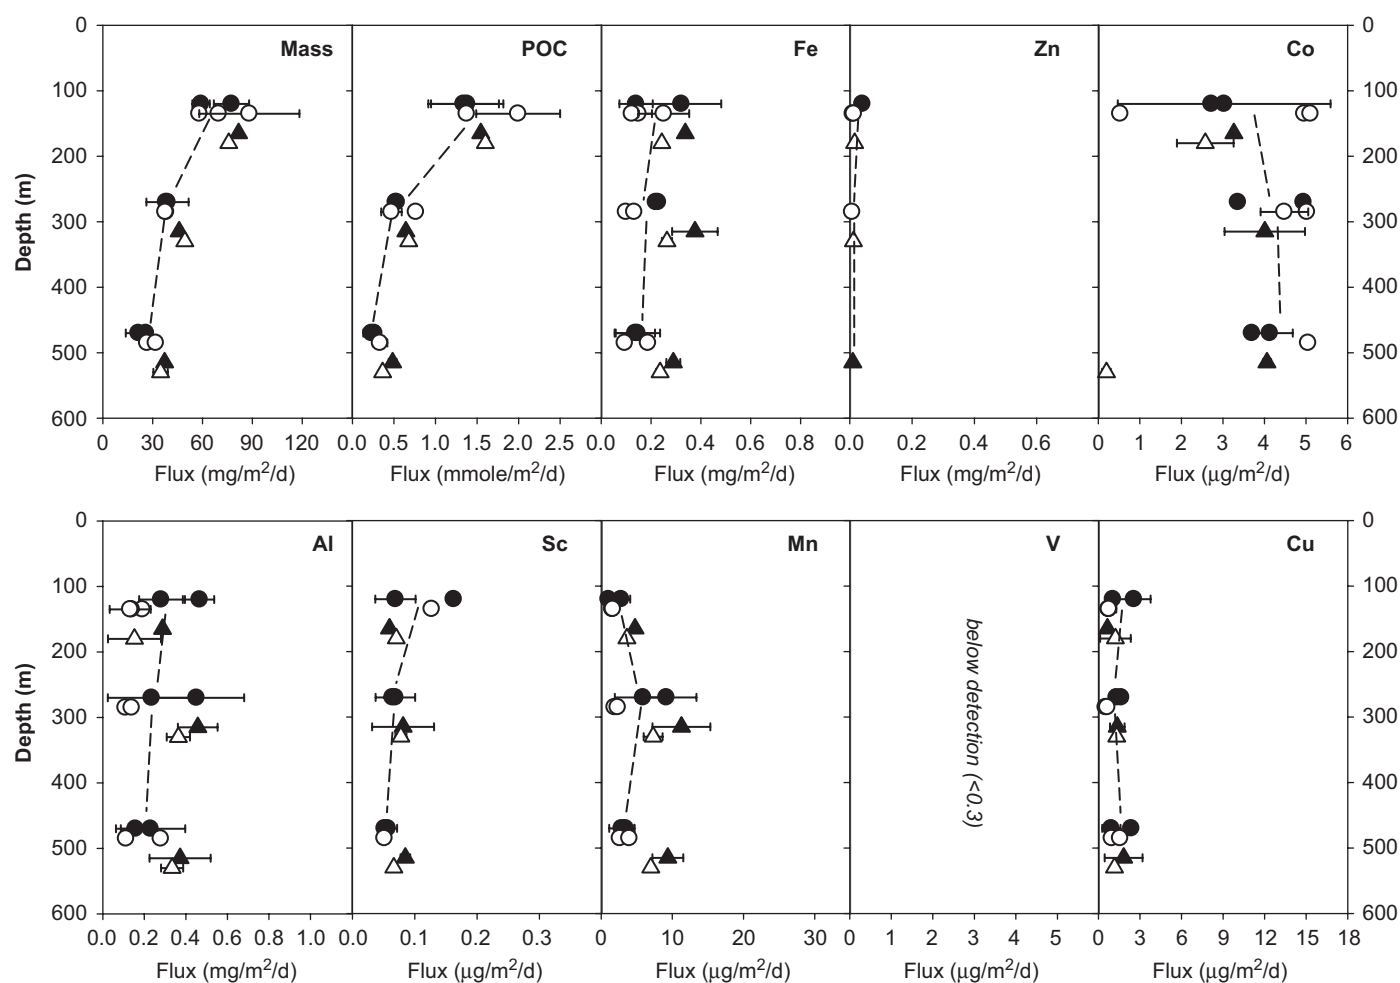 0 Mass POC Fe Zn Co 0
100 100
200 200
300 300
400 400
500 500
600 600
Depth (m)
0 30 60 90 120 0.0 0.5 1.0 1.5 2.0 2.5 0.0 0.2 0.4 0.6 0.8 0.0 0.2 0.4 0.6 0 1 2 3 4 5 6
Flux (mg/m²/d) Flux (mmole/m²/d) Flux (mg/m²/d) Flux (mg/m²/d) Flux (μg/m²/d)
0 Al Sc Mn V Cu 0
100 100
200 200
300 300
400 400
500 500
600 600
Depth (m)
below detection (<0.3)
0.0 0.2 0.4 0.6 0.8 1.0 0.0 0.1 0.2 0.3 0 10 20 30 0 1 2 3 4 5 0 3 6 9 12 15 18
Flux (mg/m²/d) Flux (μg/m²/d) Flux (μg/m²/d) Flux (μg/m²/d) Flux (μg/m²/d)